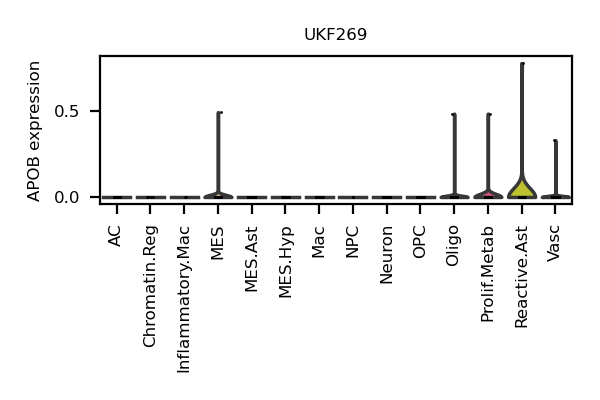 UKF269
APOB expression
0.5
0.0
AC
Chromatin.Reg
Inflammatory.Mac
MES
MES.Ast
MES.Hyp
Mac
NPC
Neuron
OPC
Oligo
Prolif.Metab
Reactive.Ast
Vasc